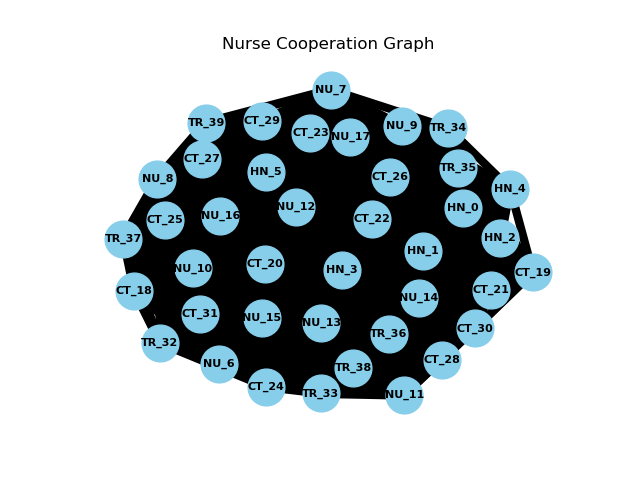 Nurse Cooperation Graph
NU_7
TR_39
CT_29
CT_23
NU_17
NU_9
TR_34
CT_27
HN_5
CT_26
TR_35
NU_8
HN_4
CT_25
NU_16
NU_12
CT_22
HN_0
TR_37
HN_1
HN_2
NU_10
CT_20
HN_3
CT_19
CT_18
NU_14
CT_21
CT_31
NU_15
NU_13
TR_36
CT_30
TR_32
NU_6
TR_38
CT_28
CT_24
TR_33
NU_11